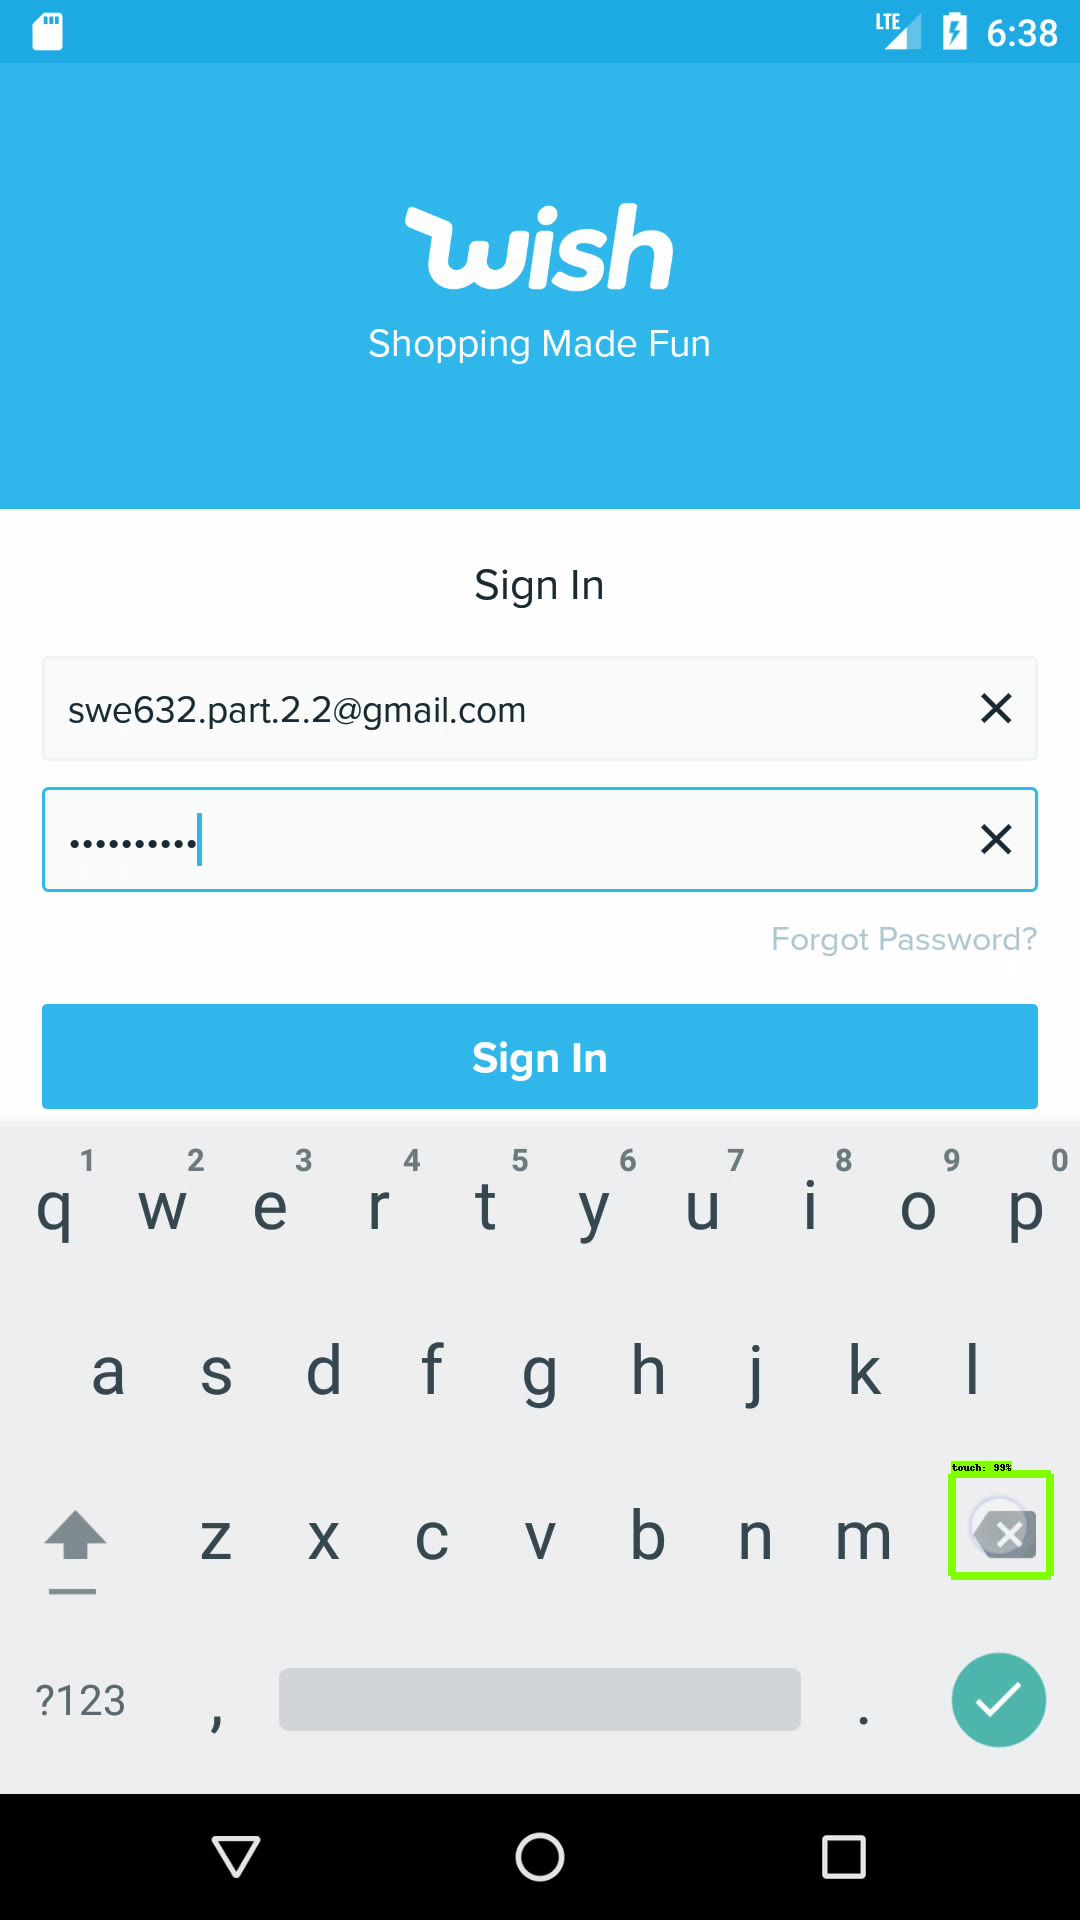 LTE 6:38
wish
Shopping Made Fun
Sign In
swe632.part.2.2@gmail.com
••••••••••
Forgot Password?
Sign In
1 2 3 4 5 6 7 8 9 0
q w e r t y u i o p
a s d f g h j k l
touch: 99%
z x c v b n m
?123 , .